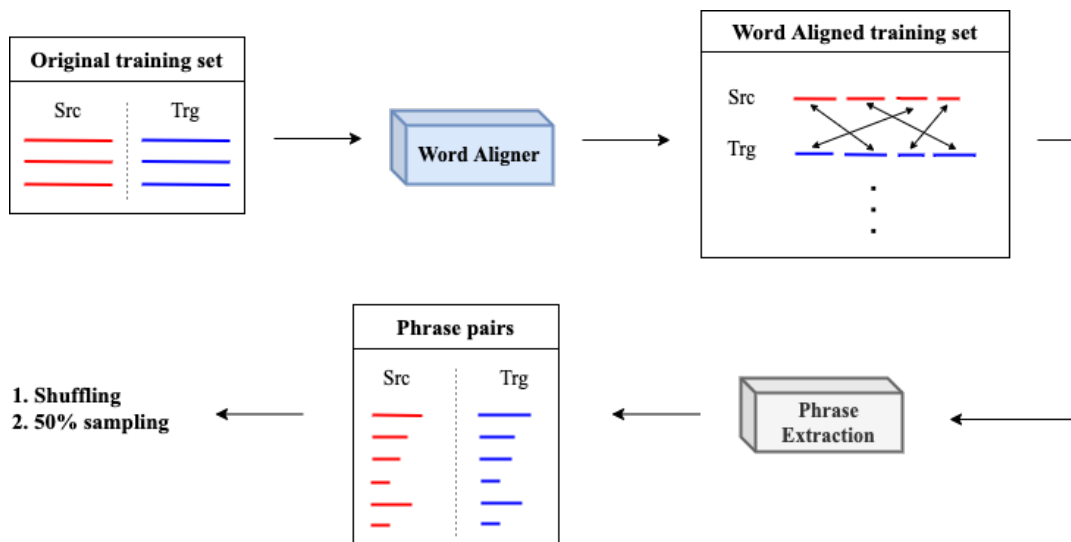 Original training set
Src
Trg
Word Aligner
Word Aligned training set
Src
Trg
Phrase Extraction
Phrase pairs
Src
Trg
1. Shuffling
2. 50% sampling